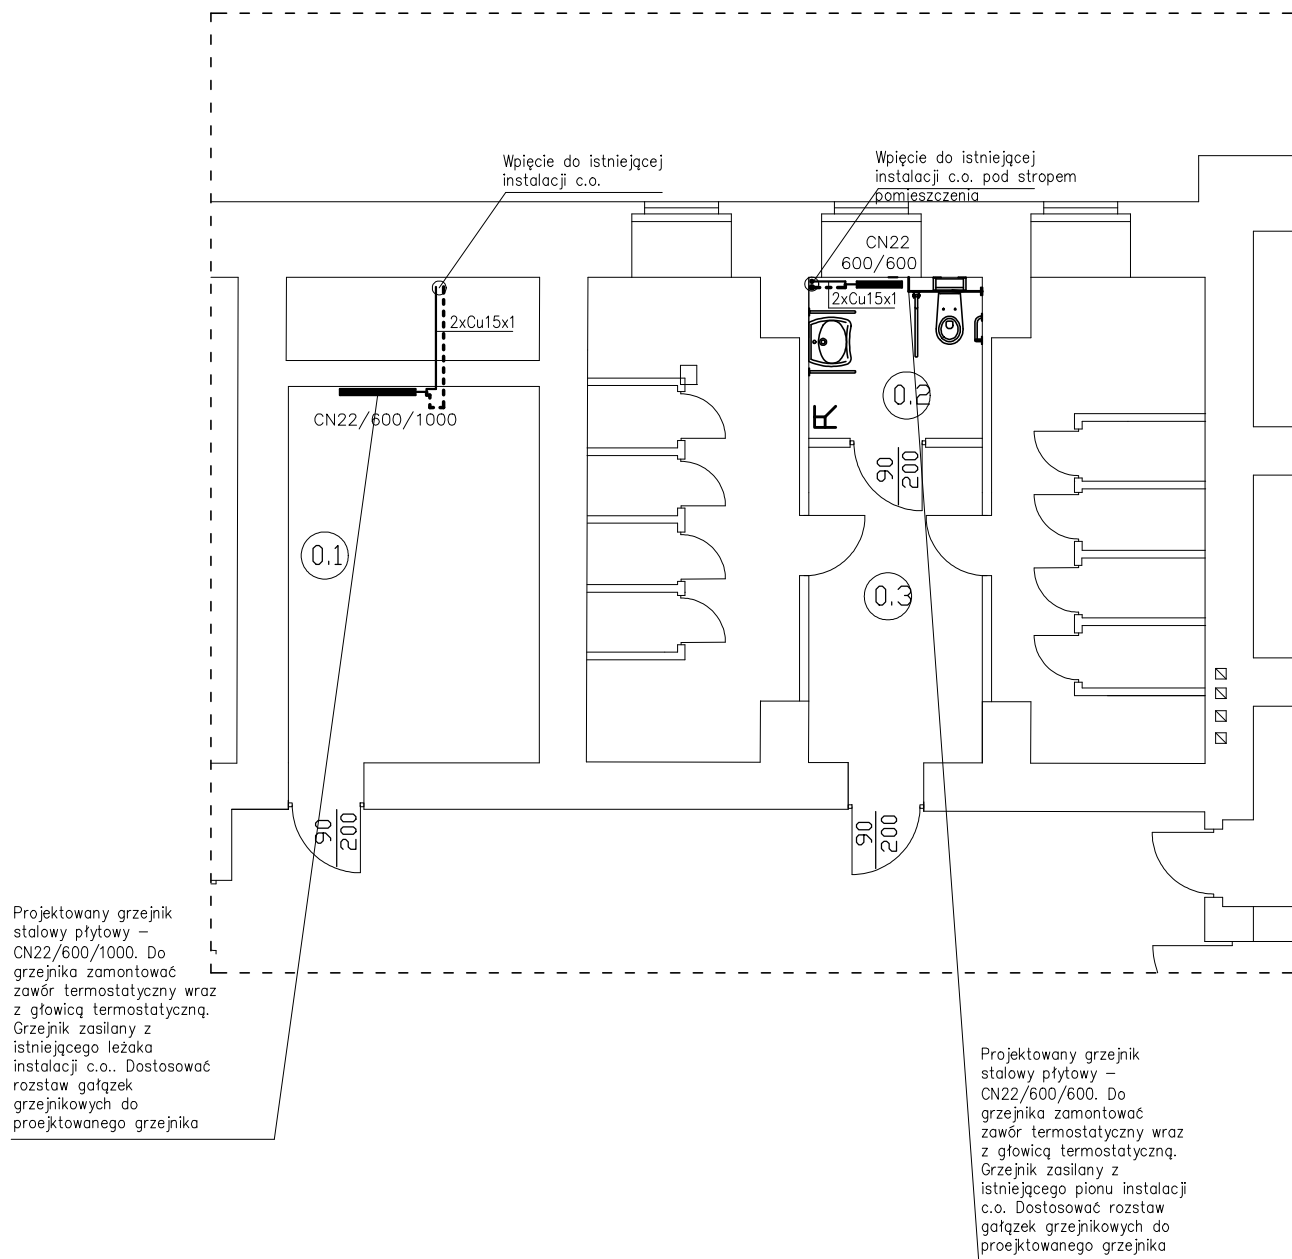 Wpięcie do istniejącej
instalacji c.o.
Wpięcie do istniejącej
instalacji c.o. pod stropem
pomieszczenia
CN22
600/600
2xCu15x1
2xCu15x1
CN22/600/1000
0.2
90
200
0.1
0.3
90
200
90
200
Projektowany grzejnik
stalowy płytowy –
CN22/600/1000. Do
grzejnika zamontować
zawór termostatyczny wraz
z głowicą termostatyczną.
Grzejnik zasilany z
istniejącego leżaka
instalacji c.o.. Dostosować
rozstaw gałązek
grzejnikowych do
proejktowanego grzejnika
Projektowany grzejnik
stalowy płytowy –
CN22/600/600. Do
grzejnika zamontować
zawór termostatyczny wraz
z głowicą termostatyczną.
Grzejnik zasilany z
istniejącego pionu instalacji
c.o. Dostosować rozstaw
gałązek grzejnikowych do
proejktowanego grzejnika